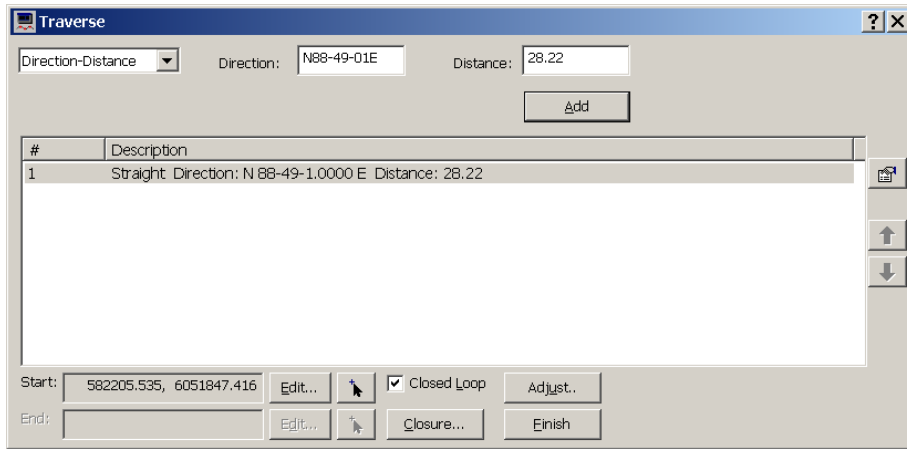 Traverse
Direction-Distance Direction: N88-49-01E Distance: 28.22
Add
# Description
1 Straight Direction: N 88-49-1.0000 E Distance: 28.22
Start: 582205.535, 6051847.416 Edit... Closed Loop Adjust..
End: Edit... Closure... Finish